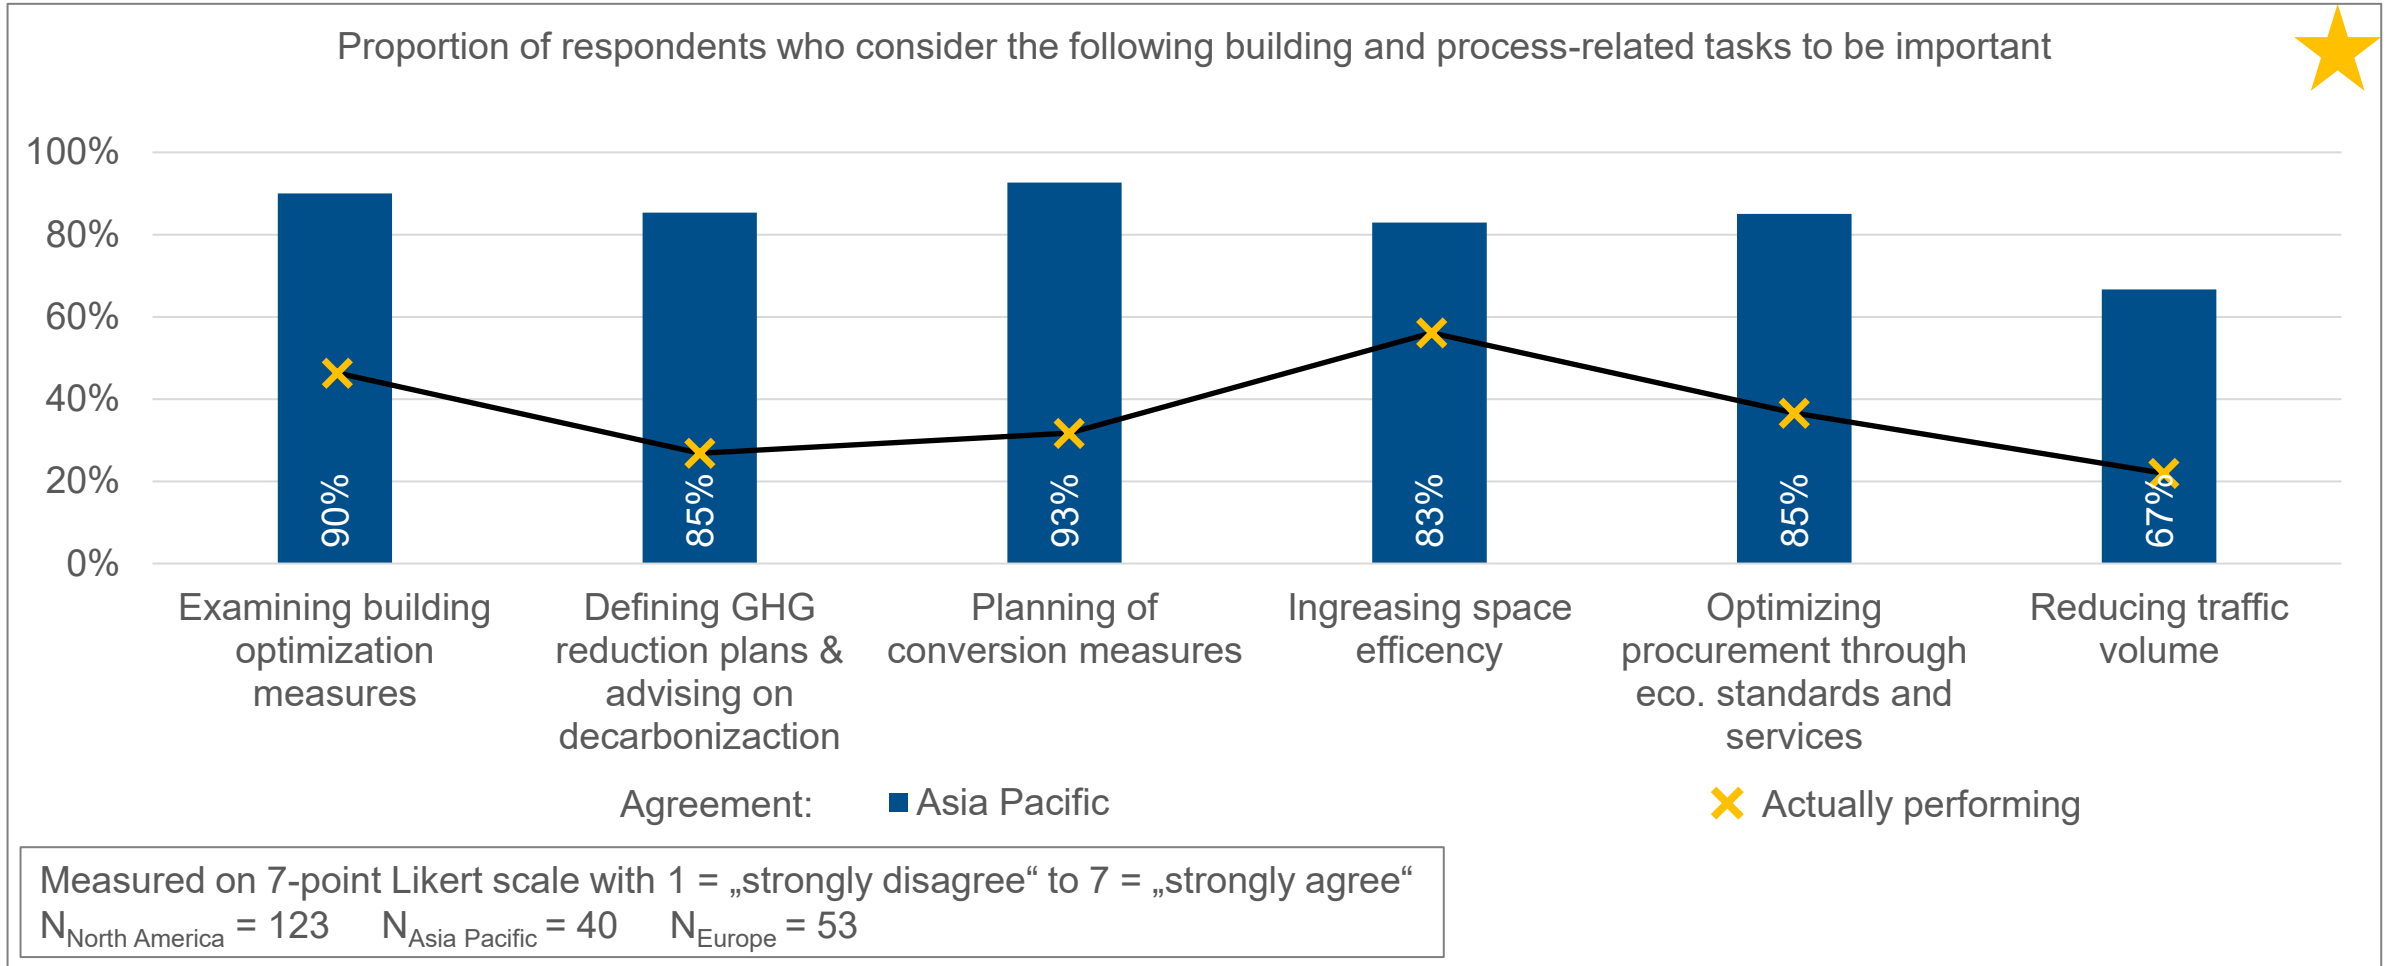 Proportion of respondents who consider the following building and process-related tasks to be important
100%
80%
60%
40%
20%
0%
90%
85%
93%
83%
85%
67%
Examining building
optimization
measures
Defining GHG
reduction plans &
advising on
decarbonizaction
Planning of
conversion measures
Ingreasing space
efficency
Optimizing
procurement through
eco. standards and
services
Reducing traffic
volume
Agreement:
Asia Pacific
Actually performing
Measured on 7-point Likert scale with 1 = „strongly disagree“ to 7 = „strongly agree“
NNorth America = 123 NAsia Pacific = 40 NEurope = 53